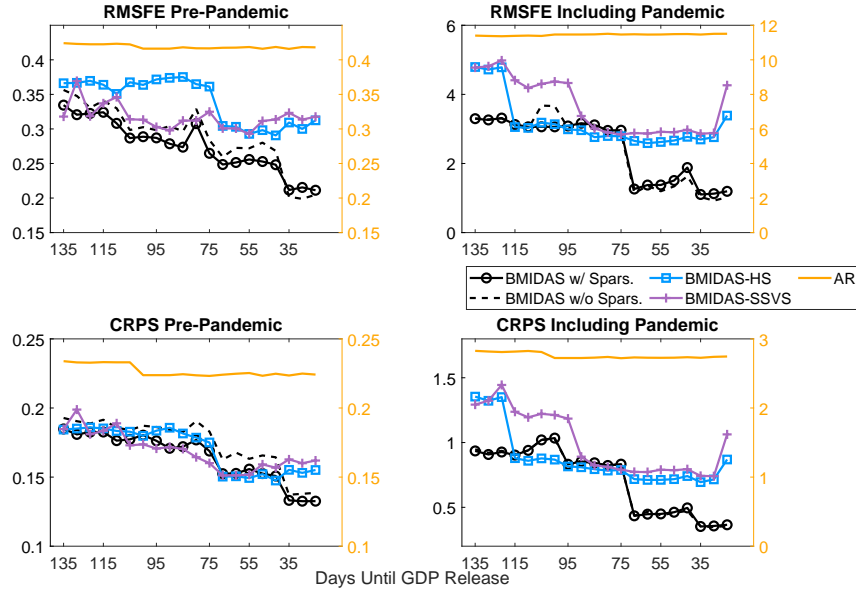 RMSFE Pre-Pandemic
0.4
0.35
0.3
0.25
0.2
0.15
0.4
0.35
0.3
0.25
0.2
0.15
135 115 95 75 55 35
RMSFE Including Pandemic
6
4
2
0
12
10
8
6
4
2
0
135 115 95 75 55 35
BMIDAS w/ Spars.
BMIDAS w/o Spars.
BMIDAS-HS
BMIDAS-SSVS
AR
CRPS Pre-Pandemic
0.25
0.2
0.15
0.1
0.25
0.2
0.15
0.1
135 115 95 75 55 35
CRPS Including Pandemic
1.5
1
0.5
3
2
1
0
135 115 95 75 55 35
Days Until GDP Release